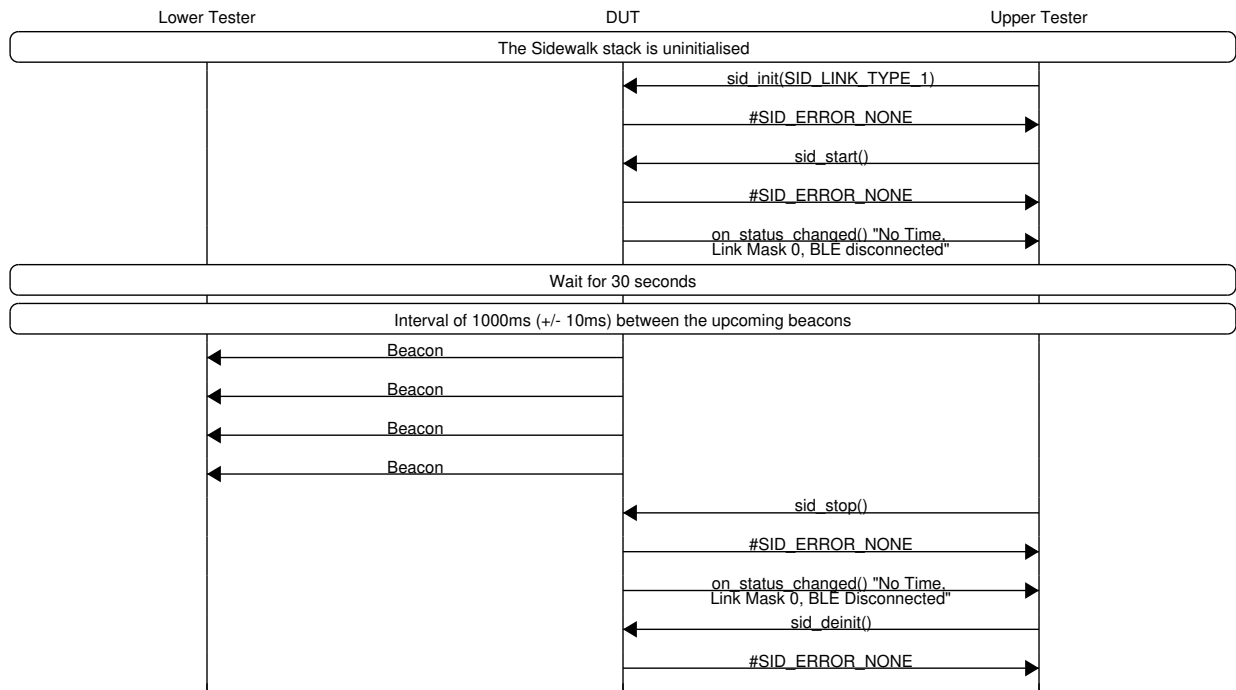 Lower Tester DUT Upper Tester
The Sidewalk stack is uninitialised
sid_init(SID_LINK_TYPE_1)
#SID_ERROR_NONE
sid_start()
#SID_ERROR_NONE
on_status_changed() "No Time,
Link Mask 0, BLE disconnected"
Wait for 30 seconds
Interval of 1000ms (+/- 10ms) between the upcoming beacons
Beacon
Beacon
Beacon
Beacon
sid_stop()
#SID_ERROR_NONE
on_status_changed() "No Time,
Link Mask 0, BLE Disconnected"
sid_deinit()
#SID_ERROR_NONE